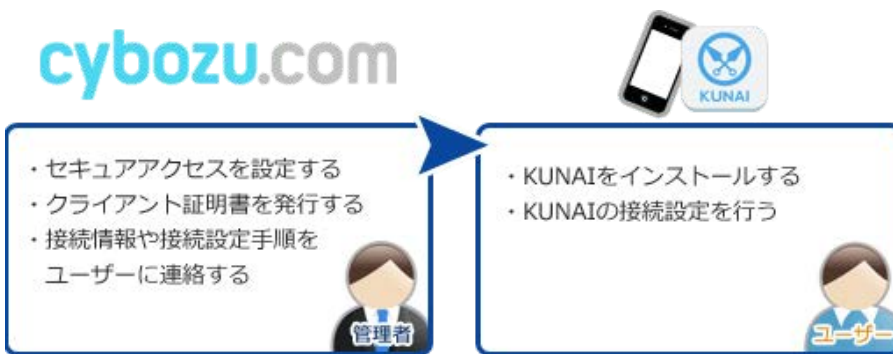 cybozu.com
KUNAI
・セキュアアクセスを設定する
・クライアント証明書を発行する
・接続情報や接続設定手順を
ユーザーに連絡する
管理者
・KUNAIをインストールする
・KUNAIの接続設定を行う
ユーザー